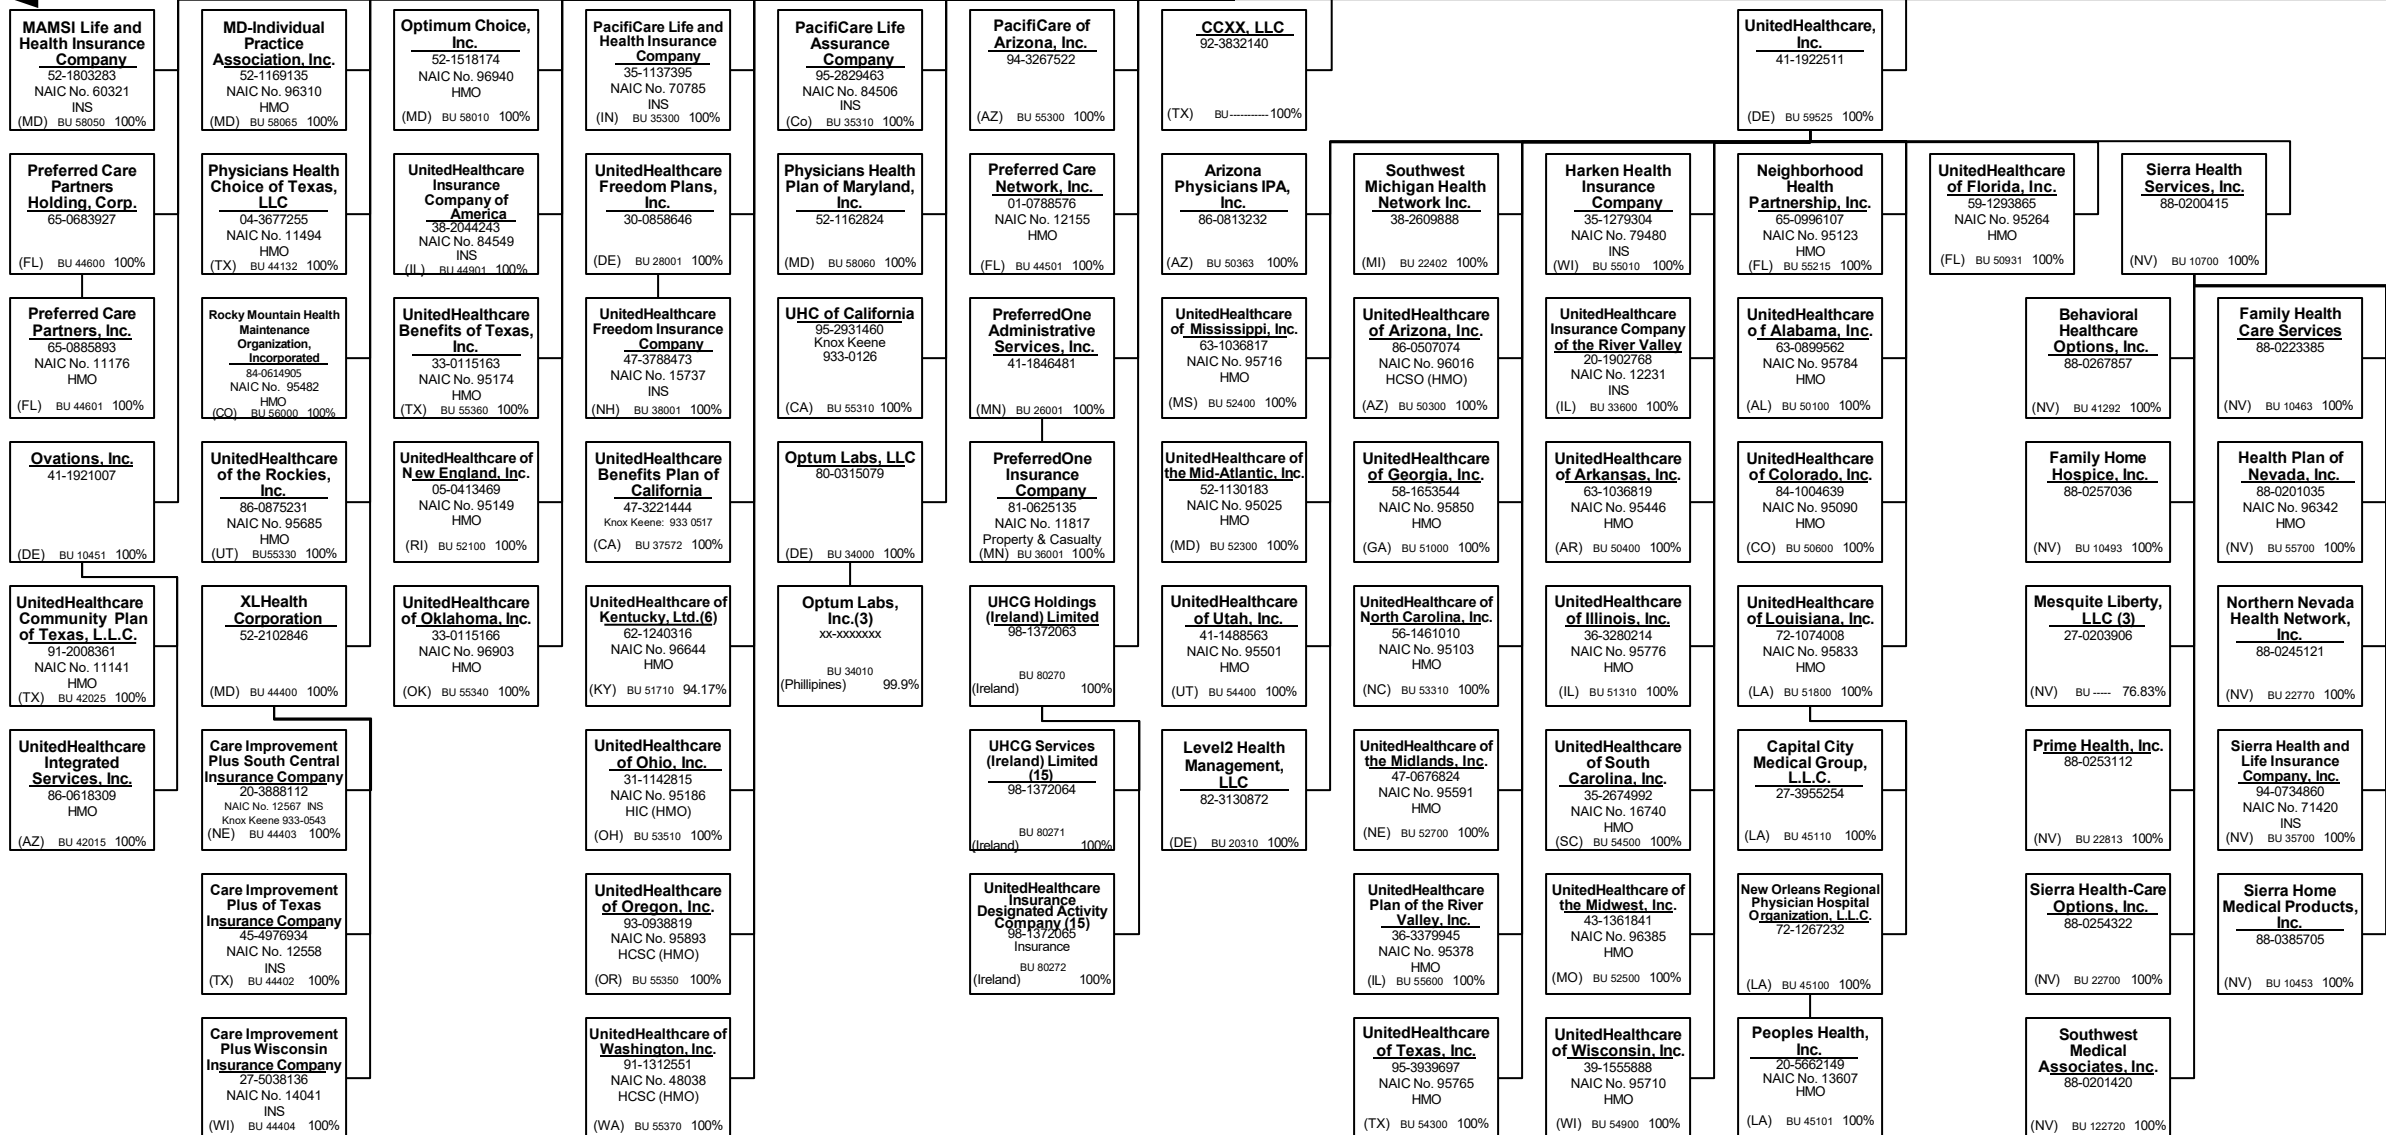 MAMSI Life and
Health Insurance
Company
52-1803283
NAIC No. 60321
INS
(MD) BU 58050 100%
MD-Individual
Practice
Association, Inc.
52-1169135
NAIC No. 96310
HMO
(MD) BU 58065 100%
Optimum Choice,
Inc.
52-1518174
NAIC No. 96940
HMO
(MD) BU 58010 100%
PacifiCare Life and
Health Insurance
Company
35-1137395
NAIC No. 70785
INS
(IN) BU 35300 100%
PacifiCare Life
Assurance
Company
95-2829463
NAIC No. 84506
INS
(Co) BU 35310 100%
PacifiCare of
Arizona, Inc.
94-3267522
(AZ) BU 55300 100%
CCXX, LLC
92-3832140
(TX) BU----------- 100%
UnitedHealthcare,
Inc.
41-1922511
(DE) BU 59525 100%
Preferred Care
Partners
Holding, Corp.
65-0683927
(FL) BU 44600 100%
Physicians Health
Choice of Texas,
LLC
04-3677255
NAIC No. 11494
HMO
(TX) BU 44132 100%
UnitedHealthcare
Insurance
Company of
America
38-2044243
NAIC No. 84549
INS
(IL) BU 44901 100%
UnitedHealthcare
Freedom Plans,
Inc.
30-0858646
(DE) BU 28001 100%
Physicians Health
Plan of Maryland,
Inc.
52-1162824
(MD) BU 58060 100%
Preferred Care
Network, Inc.
01-0788576
NAIC No. 12155
HMO
(FL) BU 44501 100%
Arizona
Physicians IPA,
Inc.
86-0813232
(AZ) BU 50363 100%
Southwest
Michigan Health
Network Inc.
38-2609888
(MI) BU 22402 100%
Harken Health
Insurance
Company
35-1279304
NAIC No. 79480
INS
(WI) BU 55010 100%
Neighborhood
Health
Partnership, Inc.
65-0996107
NAIC No. 95123
HMO
(FL) BU 55215 100%
UnitedHealthcare
of Florida, Inc.
59-1293865
NAIC No. 95264
HMO
(FL) BU 50931 100%
Sierra Health
Services, Inc.
88-0200415
(NV) BU 10700 100%
Preferred Care
Partners, Inc.
65-0885893
NAIC No. 11176
HMO
(FL) BU 44601 100%
Rocky Mountain Health
Maintenance
Organization,
Incorporated
84-0614905
NAIC No. 95482
HMO
(CO) BU 56000 100%
UnitedHealthcare
Benefits of Texas,
Inc.
33-0115163
NAIC No. 95174
HMO
(TX) BU 55360 100%
UnitedHealthcare
Freedom Insurance
Company
47-3788473
NAIC No. 15737
INS
(NH) BU 38001 100%
UHC of California
95-2931460
Knox Keene
933-0126
(CA) BU 55310 100%
PreferredOne
Administrative
Services, Inc.
41-1846481
(MN) BU 26001 100%
UnitedHealthcare
of Mississippi, Inc.
63-1036817
NAIC No. 95716
HMO
(MS) BU 52400 100%
UnitedHealthcare
of Arizona, Inc.
86-0507074
NAIC No. 96016
HCSO (HMO)
(AZ) BU 50300 100%
UnitedHealthcare
Insurance Company
of the River Valley
20-1902768
NAIC No. 12231
INS
(IL) BU 33600 100%
UnitedHealthcare
of Alabama, Inc.
63-0899562
NAIC No. 95784
HMO
(AL) BU 50100 100%
Behavioral
Healthcare
Options, Inc.
88-0267857
(NV) BU 41292 100%
Family Health
Care Services
88-0223385
(NV) BU 10463 100%
Ovations, Inc.
41-1921007
(DE) BU 10451 100%
UnitedHealthcare
of the Rockies,
Inc.
86-0875231
NAIC No. 95685
HMO
(UT) BU55330 100%
UnitedHealthcare of
New England, Inc.
05-0413469
NAIC No. 95149
HMO
(RI) BU 52100 100%
UnitedHealthcare
Benefits Plan of
California
47-3221444
Knox Keene: 933 0517
(CA) BU 37572 100%
Optum Labs, LLC
80-0315079
(DE) BU 34000 100%
PreferredOne
Insurance
Company
81-0625135
NAIC No. 11817
Property & Casualty
(MN) BU 36001 100%
UnitedHealthcare of
the Mid-Atlantic, Inc.
52-1130183
NAIC No. 95025
HMO
(MD) BU 52300 100%
UnitedHealthcare
of Georgia, Inc.
58-1653544
NAIC No. 95850
HMO
(GA) BU 51000 100%
UnitedHealthcare
of Arkansas, Inc.
63-1036819
NAIC No. 95446
HMO
(AR) BU 50400 100%
UnitedHealthcare
of Colorado, Inc.
84-1004639
NAIC No. 95090
HMO
(CO) BU 50600 100%
Family Home
Hospice, Inc.
88-0257036
(NV) BU 10493 100%
Health Plan of
Nevada, Inc.
88-0201035
NAIC No. 96342
HMO
(NV) BU 55700 100%
UnitedHealthcare
Community Plan
of Texas, L.L.C.
91-2008361
NAIC No. 11141
HMO
(TX) BU 42025 100%
XLHealth
Corporation
52-2102846
(MD) BU 44400 100%
UnitedHealthcare
of Oklahoma, Inc.
33-0115166
NAIC No. 96903
HMO
(OK) BU 55340 100%
UnitedHealthcare of
Kentucky, Ltd.(6)
62-1240316
NAIC No. 96644
HMO
(KY) BU 51710 94.17%
Optum Labs,
Inc.(3)
xx-xxxxxxx
BU 34010
(Phillipines) 99.9%
UHCG Holdings
(Ireland) Limited
98-1372063
BU 80270
(Ireland) 100%
UnitedHealthcare
of Utah, Inc.
41-1488563
NAIC No. 95501
HMO
(UT) BU 54400 100%
UnitedHealthcare of
North Carolina, Inc.
56-1461010
NAIC No. 95103
HMO
(NC) BU 53310 100%
UnitedHealthcare
of Illinois, Inc.
36-3280214
NAIC No. 95776
HMO
(IL) BU 51310 100%
UnitedHealthcare
of Louisiana, Inc.
72-1074008
NAIC No. 95833
HMO
(LA) BU 51800 100%
Mesquite Liberty,
LLC (3)
27-0203906
(NV) BU ----- 76.83%
Northern Nevada
Health Network,
Inc.
88-0245121
(NV) BU 22770 100%
UnitedHealthcare
Integrated
Services, Inc.
86-0618309
HMO
(AZ) BU 42015 100%
Care Improvement
Plus South Central
Insurance Company
20-3888112
NAIC No. 12567 INS
Knox Keene 933-0543
(NE) BU 44403 100%
UnitedHealthcare
of Ohio, Inc.
31-1142815
NAIC No. 95186
HIC (HMO)
(OH) BU 53510 100%
UHCG Services
(Ireland) Limited
(15)
98-1372064
BU 80271
(Ireland) 100%
Level2 Health
Management,
LLC
82-3130872
(DE) BU 20310 100%
UnitedHealthcare of
the Midlands, Inc.
47-0676824
NAIC No. 95591
HMO
(NE) BU 52700 100%
UnitedHealthcare
of South
Carolina, Inc.
35-2674992
NAIC No. 16740
HMO
(SC) BU 54500 100%
Capital City
Medical Group,
L.L.C.
27-3955254
(LA) BU 45110 100%
Prime Health, Inc.
88-0253112
(NV) BU 22813 100%
Sierra Health and
Life Insurance
Company, Inc.
94-0734860
NAIC No. 71420
INS
(NV) BU 35700 100%
Care Improvement
Plus of Texas
Insurance Company
45-4976934
NAIC No. 12558
INS
(TX) BU 44402 100%
UnitedHealthcare
of Oregon, Inc.
93-0938819
NAIC No. 95893
HCSC (HMO)
(OR) BU 55350 100%
UnitedHealthcare
Insurance
Designated Activity
Company (15)
98-1372065
Insurance
BU 80272
(Ireland) 100%
UnitedHealthcare
Plan of the River
Valley, Inc.
36-3379945
NAIC No. 95378
HMO
(IL) BU 55600 100%
UnitedHealthcare of
the Midwest, Inc.
43-1361841
NAIC No. 96385
HMO
(MO) BU 52500 100%
New Orleans Regional
Physician Hospital
Organization, L.L.C.
72-1267232
(LA) BU 45100 100%
Sierra Health-Care
Options, Inc.
88-0254322
(NV) BU 22700 100%
Sierra Home
Medical Products,
Inc.
88-0385705
(NV) BU 10453 100%
Care Improvement
Plus Wisconsin
Insurance Company
27-5038136
NAIC No. 14041
INS
(WI) BU 44404 100%
UnitedHealthcare of
Washington, Inc.
91-1312551
NAIC No. 48038
HCSC (HMO)
(WA) BU 55370 100%
UnitedHealthcare
of Texas, Inc.
95-3939697
NAIC No. 95765
HMO
(TX) BU 54300 100%
UnitedHealthcare
of Wisconsin, Inc.
39-1555888
NAIC No. 95710
HMO
(WI) BU 54900 100%
Peoples Health,
Inc.
20-5662149
NAIC No. 13607
HMO
(LA) BU 45101 100%
Southwest
Medical
Associates, Inc.
88-0201420
(NV) BU 122720 100%